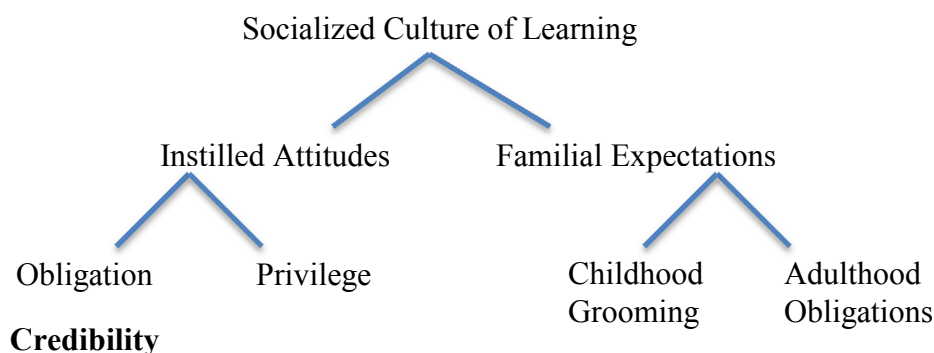 Socialized Culture of Learning
Instilled Attitudes Familial Expectations
Obligation Privilege Childhood Adulthood
Grooming Obligations
Credibility